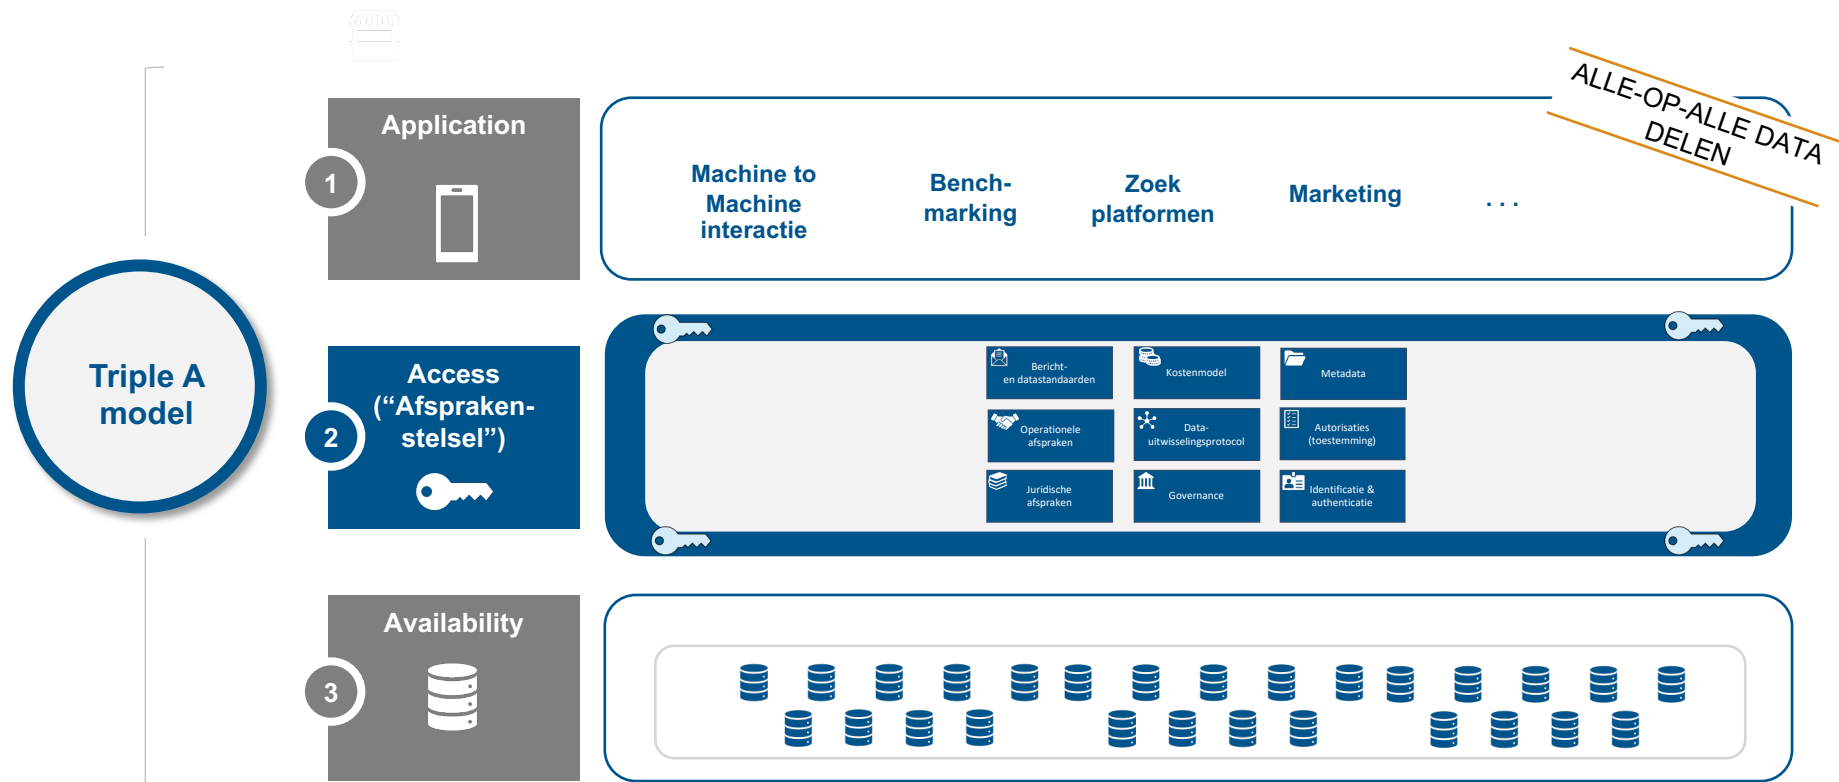 ALLE-OP-ALLE DATA
DELEN
Triple A
model
1
Application
Machine to
Machine
interactie
Bench-
marking
Zoek
platformen
Marketing
. . .
2
Access
(“Afspraken-
stelsel”)
Bericht-
en datastandaarden
Kostenmodel
Metadata
Operationele
afspraken
Data-
uitwisselingsprotocol
Autorisaties
(toestemming)
Juridische
afspraken
Governance
Identificatie &
authenticatie
3
Availability